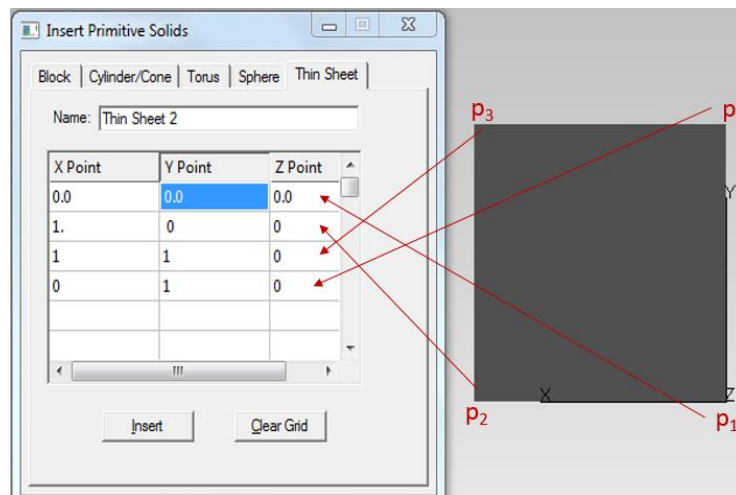 Insert Primitive Solids
Block Cylinder/Cone Torus Sphere Thin Sheet
Name: Thin Sheet 2
X Point Y Point Z Point
0.0 0.0 0.0
1. 0 0
1 1 0
0 1 0
Insert Clear Grid
p₃ p
Y
X Z
p₂ p₁